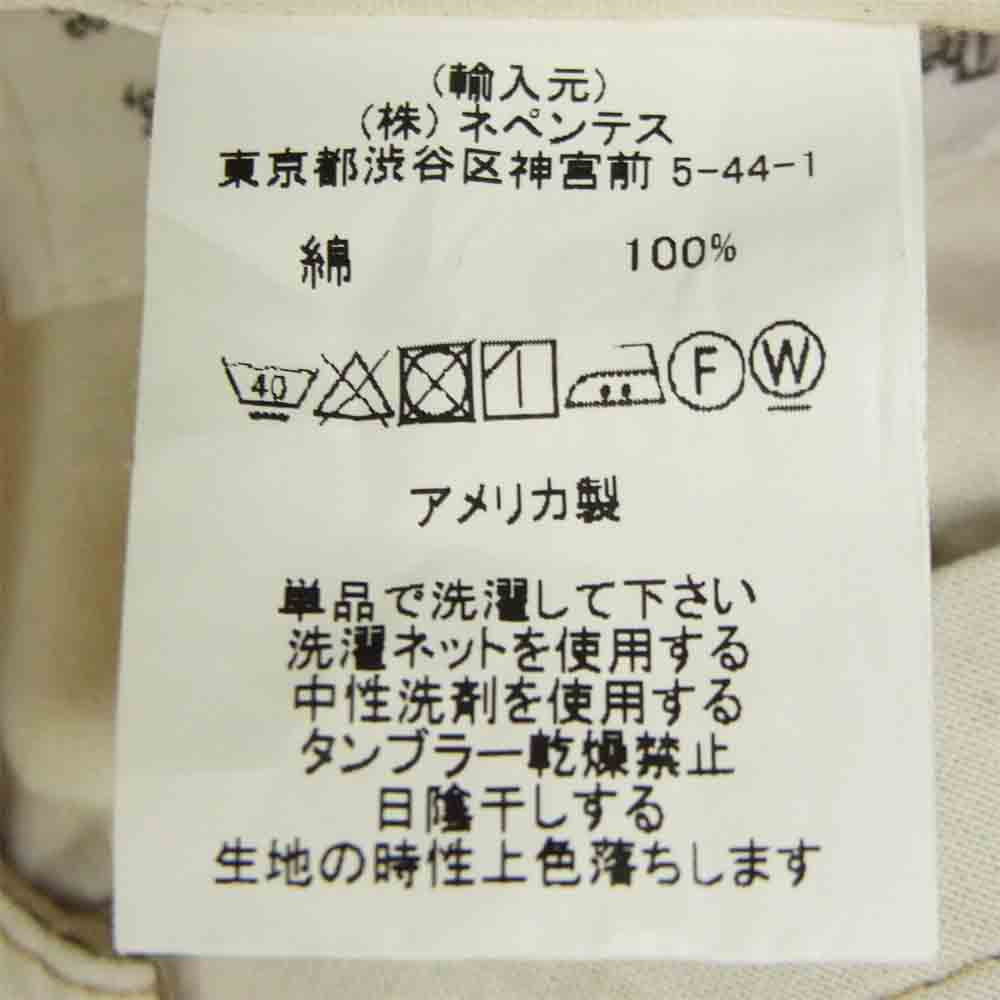 (輸入元)
(株) ネペンテス
東京都渋谷区神宮前 5-44-1
綿 100%
40 F W
アメリカ製
単品で洗濯して下さい
洗濯ネットを使用する
中性洗剤を使用する
タンブラー乾燥禁止
日陰干しする
生地の時性上色落ちします